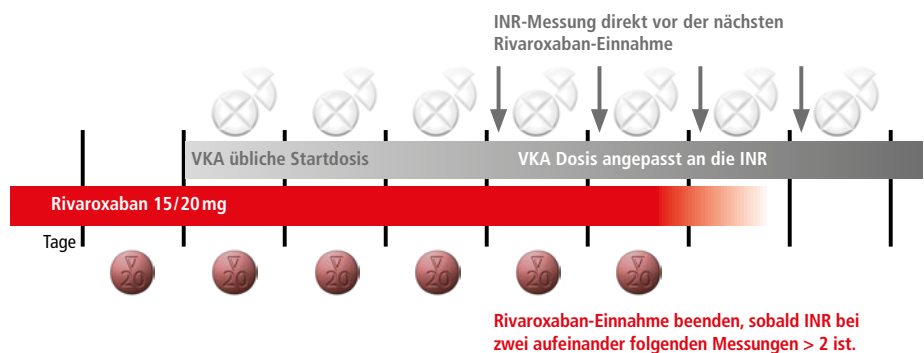 INR-Messung direkt vor der nächsten
Rivaroxaban-Einnahme
VKA übliche Startdosis
VKA Dosis angepasst an die INR
Rivaroxaban 15/20 mg
Tage
20
20
20
20
20
20
Rivaroxaban-Einnahme beenden, sobald INR bei
zwei aufeinander folgenden Messungen > 2 ist.